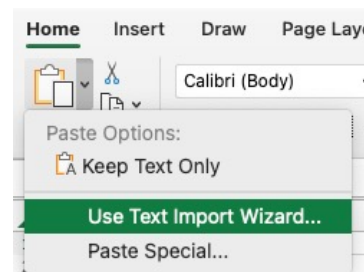 Home Insert Draw Page Lay
Calibri (Body)
Paste Options:
Keep Text Only
Use Text Import Wizard...
Paste Special...